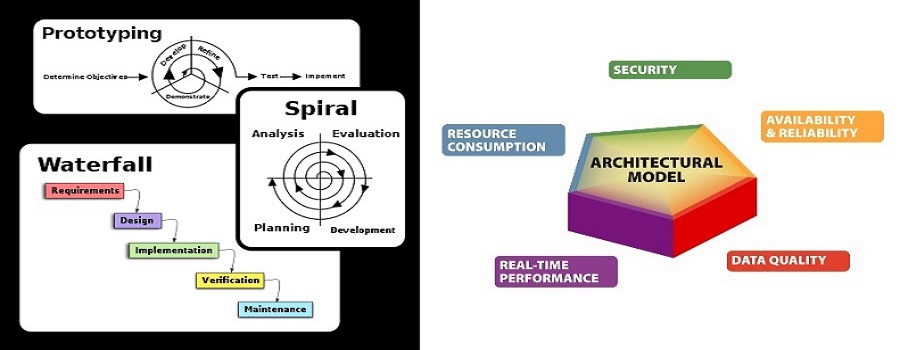 Prototyping
Determine Objectives
Develop
Refine
Demonstrate
Test
Impement
Spiral
Analysis
Evaluation
Planning
Development
Waterfall
Requirements
Design
Implementation
Verification
Maintenance
SECURITY
RESOURCE
CONSUMPTION
AVAILABILITY
& RELIABILITY
ARCHITECTURAL
MODEL
REAL-TIME
PERFORMANCE
DATA QUALITY